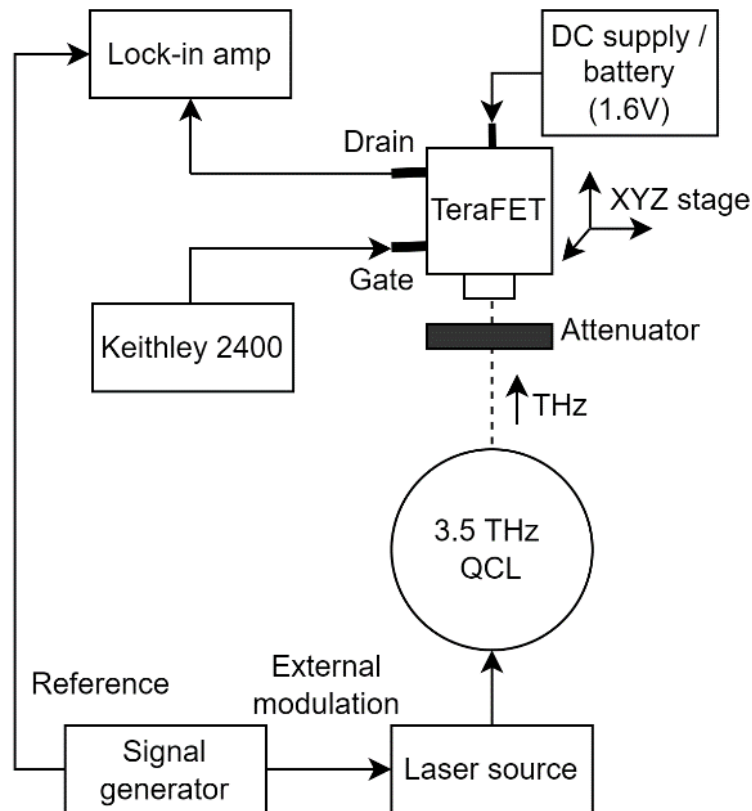 Lock-in amp
DC supply /
battery
(1.6V)
Drain
TeraFET
XYZ stage
Gate
Keithley 2400
Attenuator
THz
3.5 THz
QCL
Reference
External
modulation
Signal
generator
Laser source